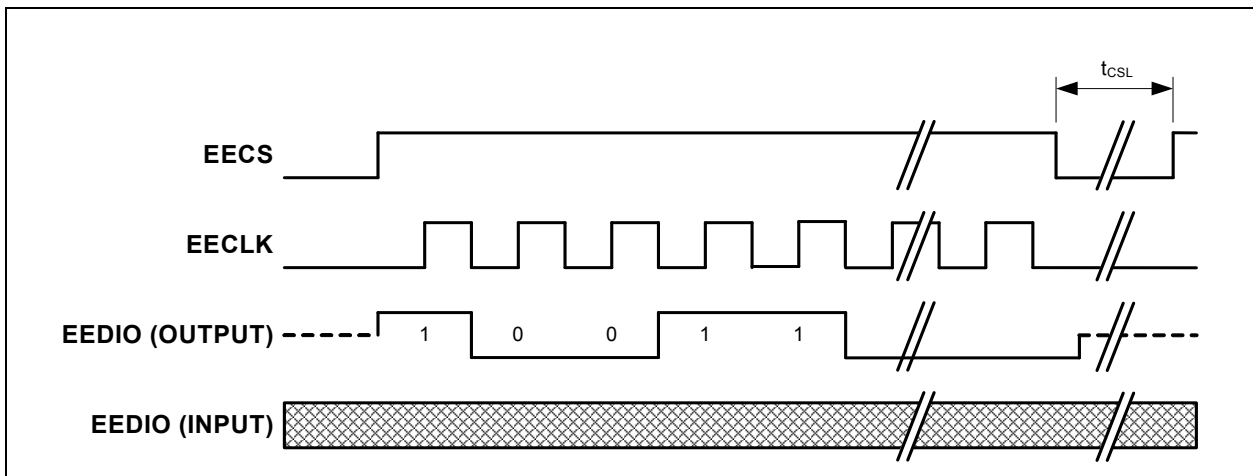 tCSL
EECS
EECLK
EEDIO (OUTPUT) 1 0 0 1 1
EEDIO (INPUT)